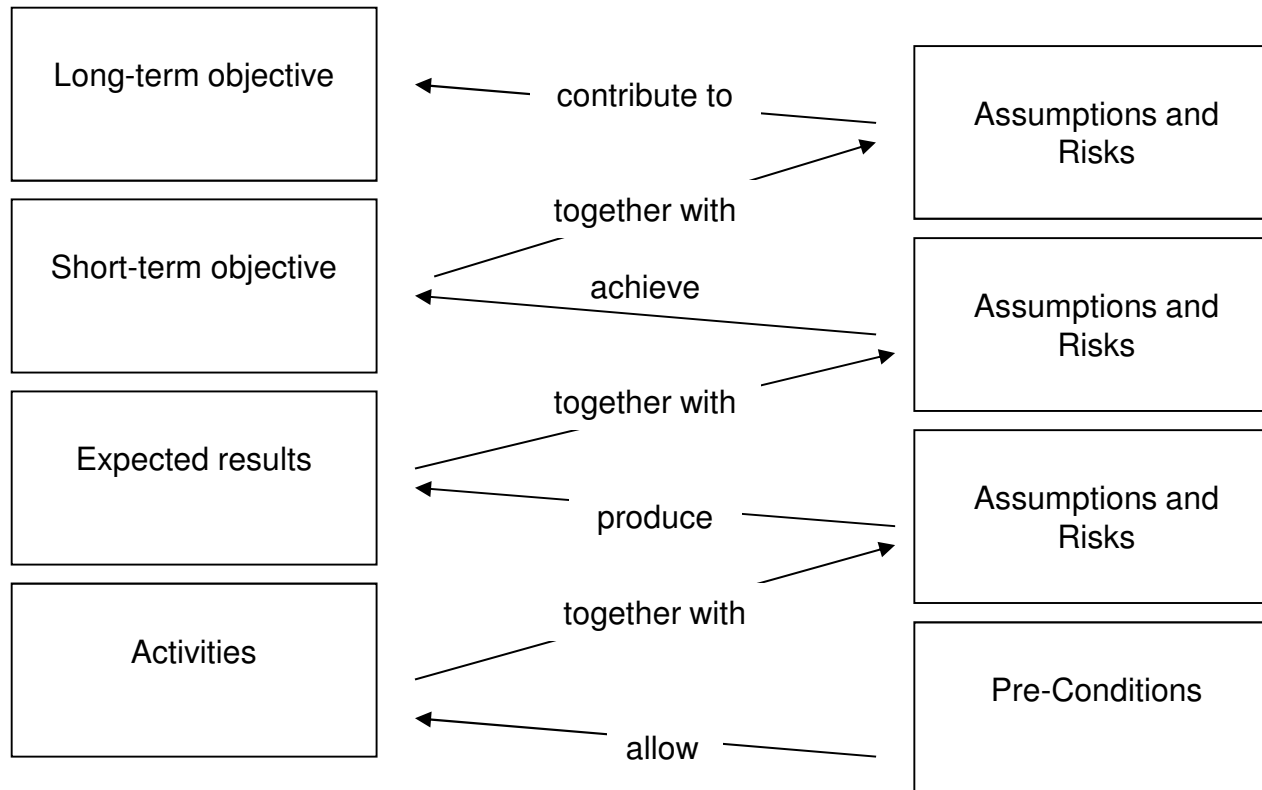 Long-term objective
contribute to
Assumptions and
Risks
together with
Short-term objective
achieve
Assumptions and
Risks
together with
Expected results
produce
Assumptions and
Risks
together with
Activities
Pre-Conditions
allow